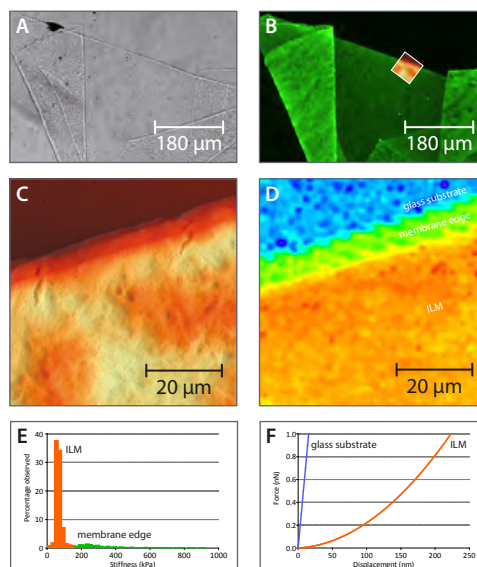 A
180 µm
B
180 µm
C
20 µm
D
glass substrate
membrane edge
ILM
20 µm
E
40
30
20
10
0
Percentage observed
ILM
membrane edge
0
200
400
600
800
1000
Stiffness (kPa)
F
1.0
0.8
0.6
0.4
0.2
0.0
Force (nN)
glass substrate
ILM
0
50
100
150
200
250
Displacement (nm)